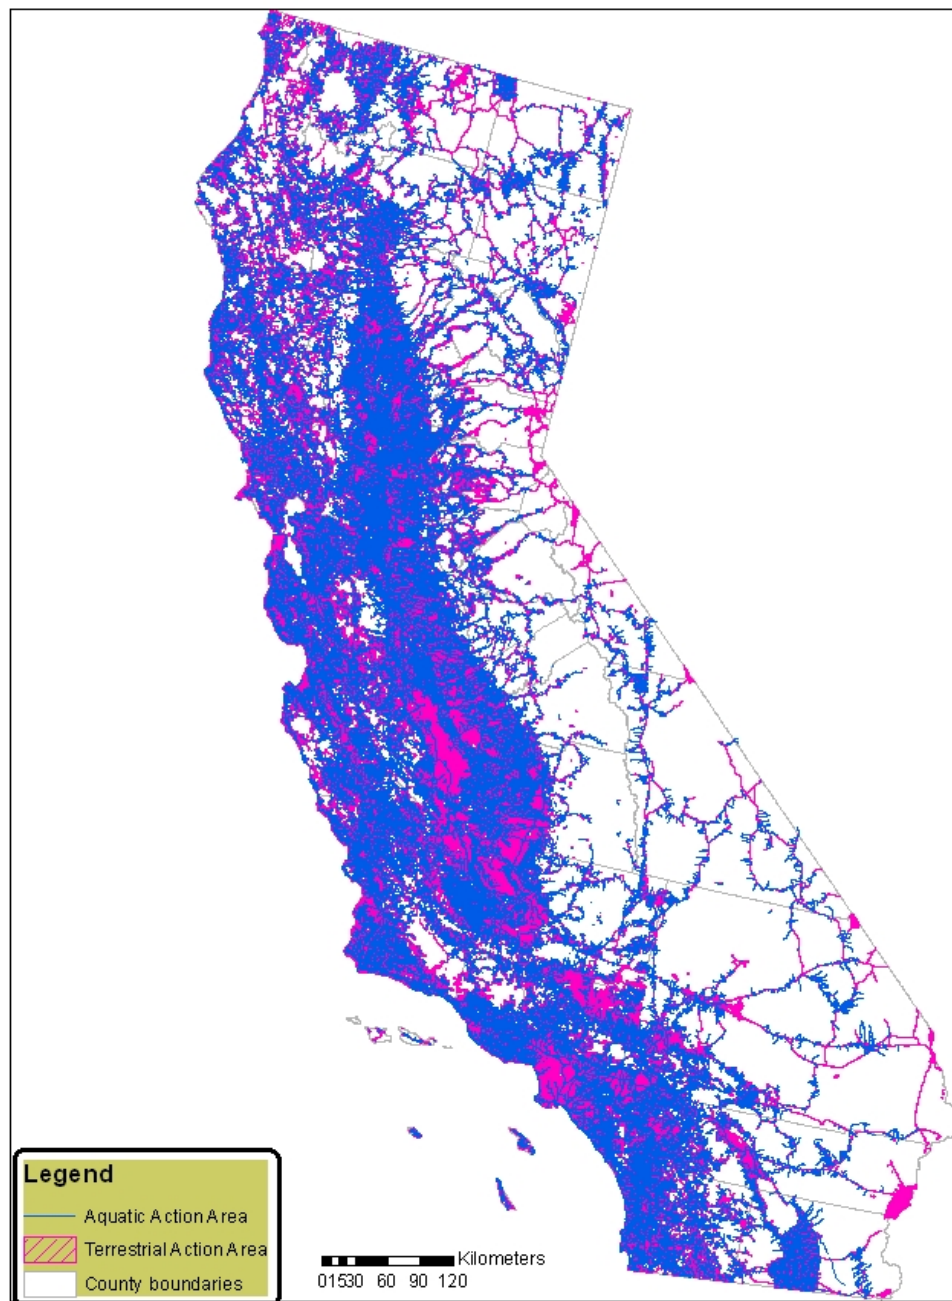 Legend
Aquatic Action Area
Terrestrial Action Area
County boundaries
Kilometers
01530 60 90 120